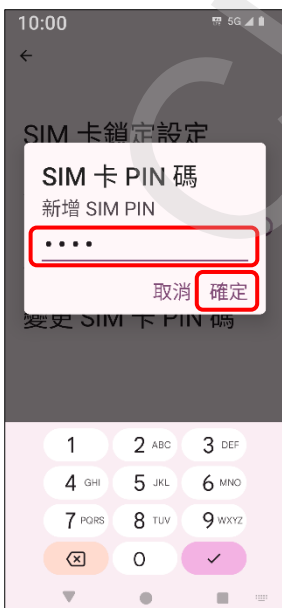 10:00 5G
SIM 卡鎖定設定
SIM 卡 PIN 碼
新增 SIM PIN
••••
取消 確定
變更 SIM 卡 PIN 碼
1 2 ABC 3 DEF
4 GHI 5 JKL 6 MNO
7 PQRS 8 TUV 9 WXYZ
0